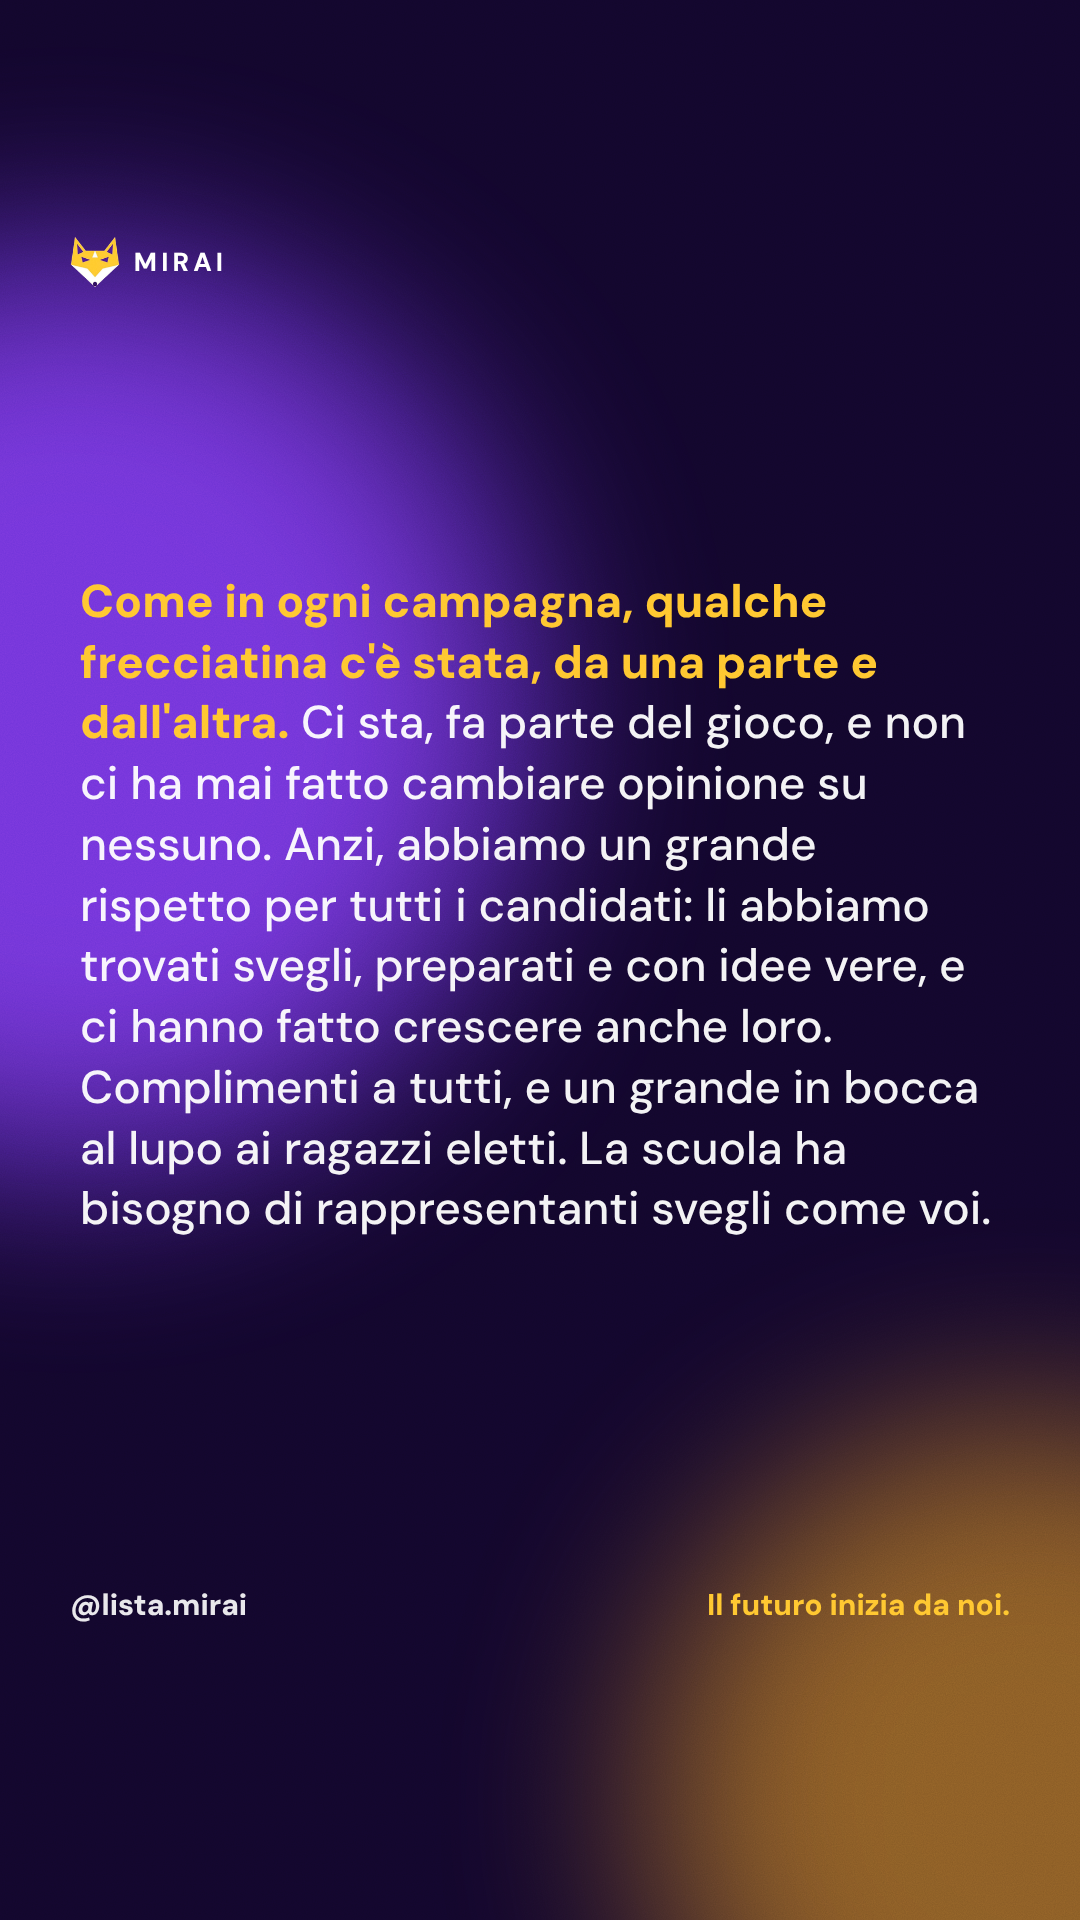 MIRAI
Come in ogni campagna, qualche
frecciatina c'è stata, da una parte e
dall'altra. Ci sta, fa parte del gioco, e non
ci ha mai fatto cambiare opinione su
nessuno. Anzi, abbiamo un grande
rispetto per tutti i candidati: li abbiamo
trovati svegli, preparati e con idee vere, e
ci hanno fatto crescere anche loro.
Complimenti a tutti, e un grande in bocca
al lupo ai ragazzi eletti. La scuola ha
bisogno di rappresentanti svegli come voi.
@lista.mirai
Il futuro inizia da noi.